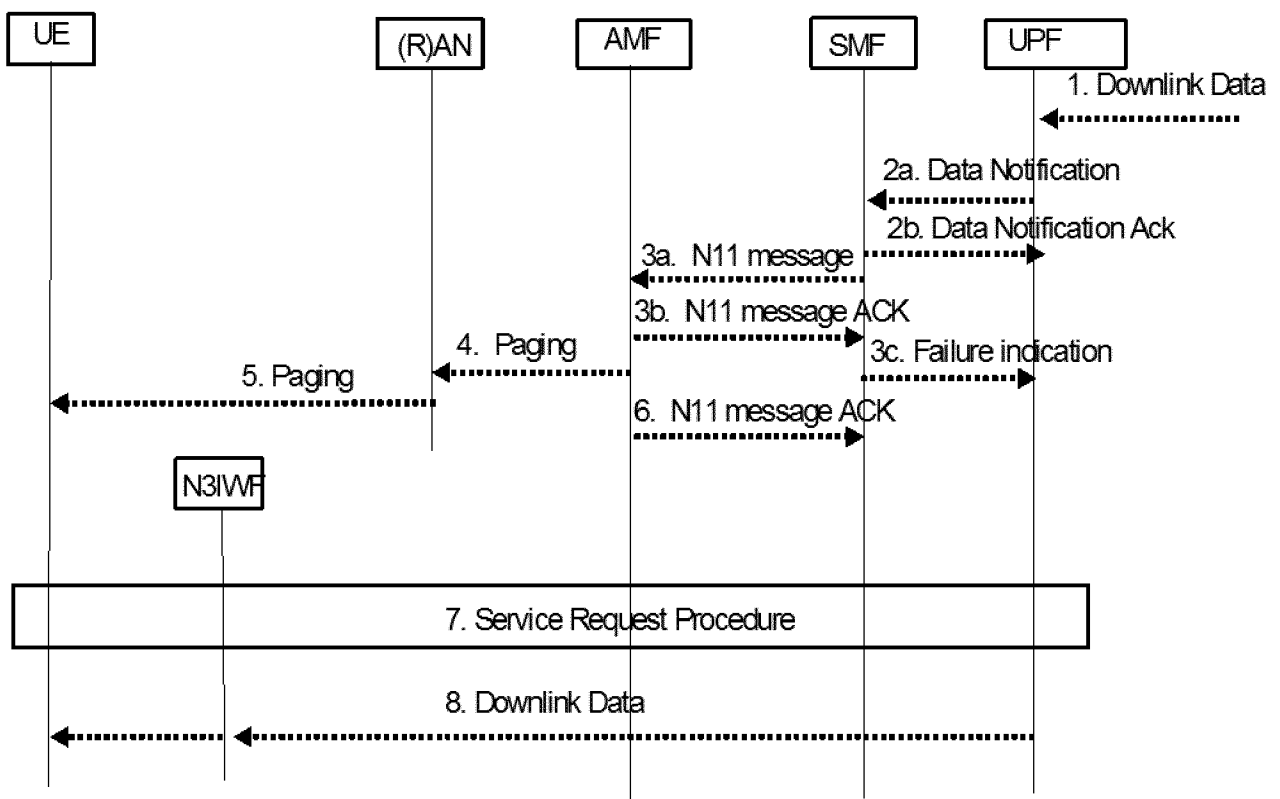 UE
(R)AN
AMF
SMF
UPF
1. Downlink Data
2a. Data Notification
2b. Data Notification Ack
3a. N11 message
3b. N11 message ACK
4. Paging
3c. Failure indication
5. Paging
6. N11 message ACK
N3IWF
7. Service Request Procedure
8. Downlink Data